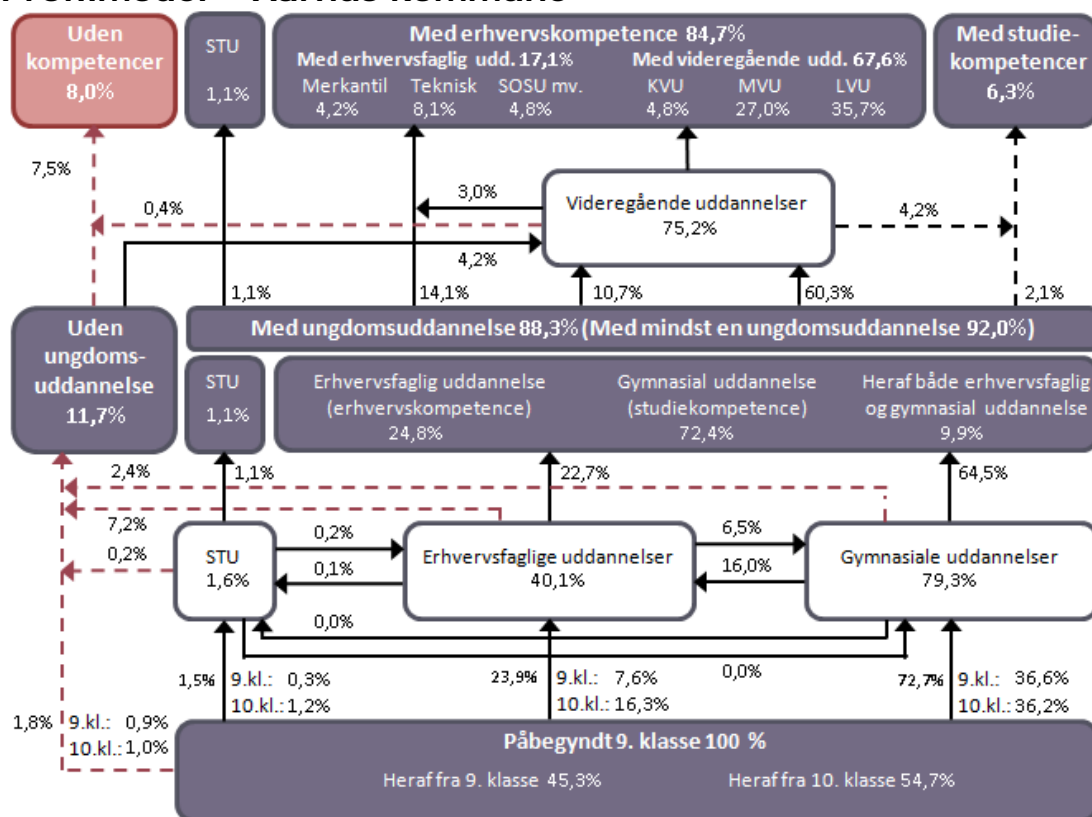 Profilmodel - Aarhus kommune
Uden
kompetencer
8,0%
STU
1,1%
Med erhvervskompetence 84,7%
Med erhvervsfaglig udd. 17,1%
Med videregående udd. 67,6%
Merkantil
Teknisk
SOSU mv.
KVU
MVU
LVU
4,2%
8,1%
4,8%
4,8%
27,0%
35,7%
Med studie-
kompetencer
6,3%
7,5%
0,4%
3,0%
Videregående uddannelser
75,2%
4,2%
4,2%
1,1%
14,1%
10,7%
60,3%
2,1%
Uden
ungdoms-
uddannelse
11,7%
Med ungdomsuddannelse 88,3% (Med mindst en ungdomsuddannelse 92,0%)
STU
1,1%
Erhvervsfaglig uddannelse
(erhvervskompetence)
24,8%
Gymnasial uddannelse
(studiekompetence)
72,4%
Heraf både erhvervsfaglig
og gymnasial uddannelse
9,9%
2,4%
1,1%
22,7%
64,5%
7,2%
0,2%
STU
1,6%
0,2%
0,1%
Erhvervsfaglige uddannelser
40,1%
6,5%
16,0%
Gymnasiale uddannelser
79,3%
0,0%
0,0%
1,5%
9.kl.: 0,3%
10.kl.: 1,2%
23,9%
9.kl.: 7,6%
10.kl.: 16,3%
72,7%
9.kl.: 36,6%
10.kl.: 36,2%
1,8%
9.kl.: 0,9%
10.kl.: 1,0%
Påbegyndt 9. klasse 100 %
Heraf fra 9. klasse 45,3%
Heraf fra 10. klasse 54,7%